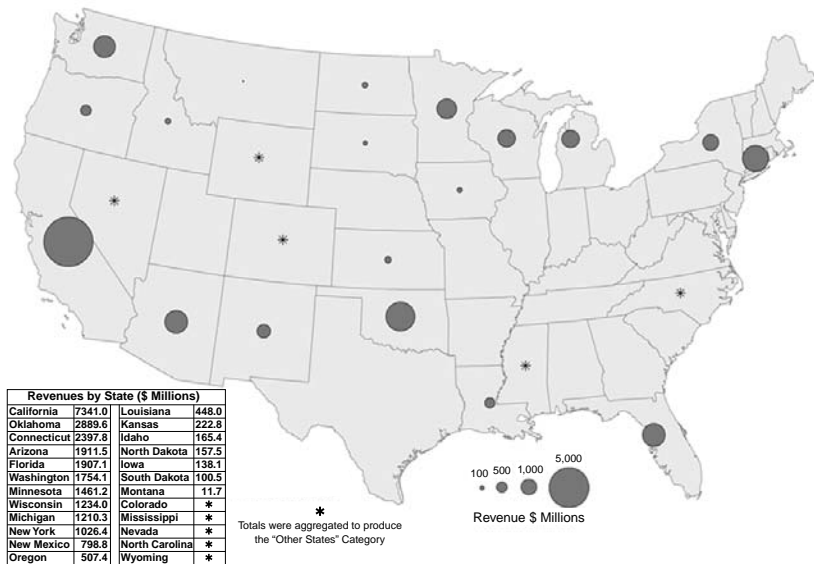 Revenues by State ($ Millions)
California 7341.0 Louisiana 448.0
Oklahoma 2889.6 Kansas 222.8
Connecticut 2397.8 Idaho 165.4
Arizona 1911.5 North Dakota 157.5
Florida 1907.1 Iowa 138.1
Washington 1754.1 South Dakota 100.5
Minnesota 1461.2 Montana 11.7
Wisconsin 1234.0 Colorado *
Michigan 1210.3 Mississippi *
New York 1026.4 Nevada *
New Mexico 798.8 North Carolina *
Oregon 507.4 Wyoming *
*
Totals were aggregated to produce
the “Other States” Category
100 500 1,000 5,000
Revenue $ Millions